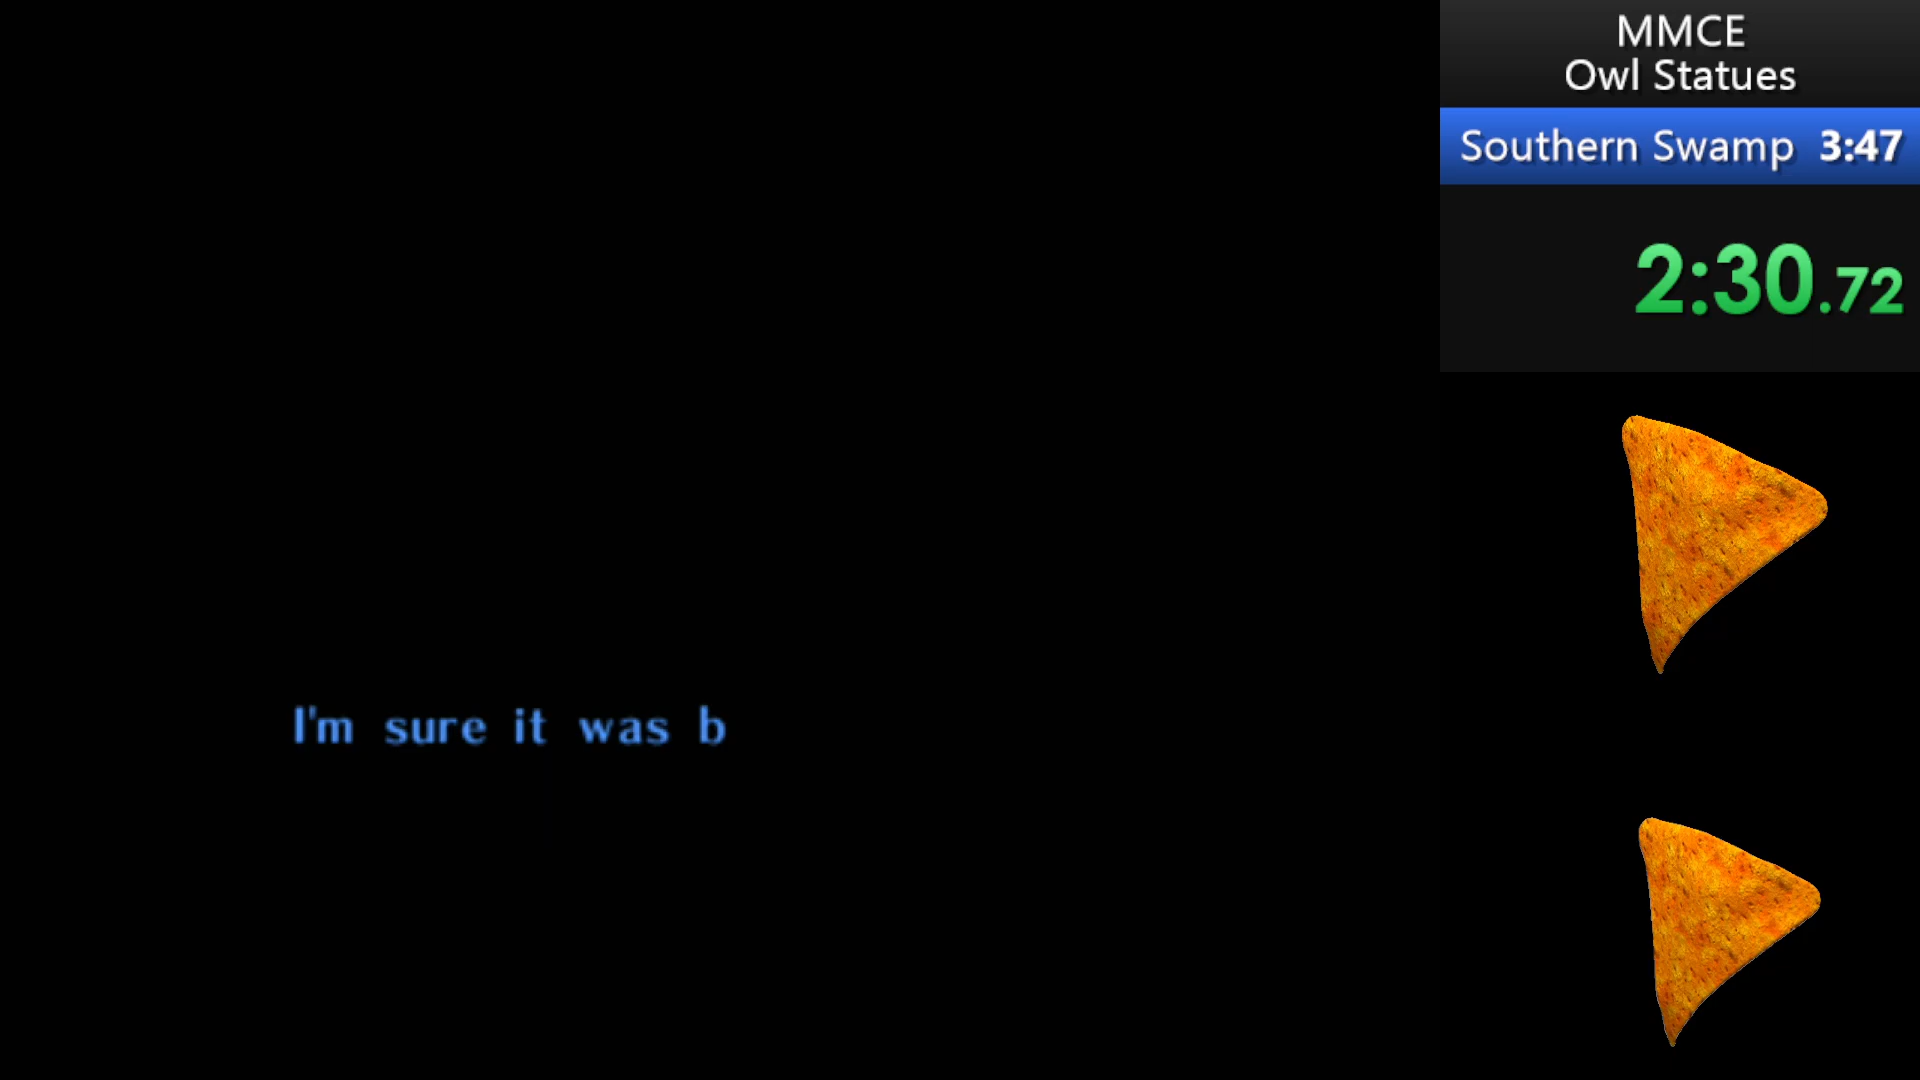 MMCE
Owl Statues
Southern Swamp 3:47
2:30.72
I'm sure it was b